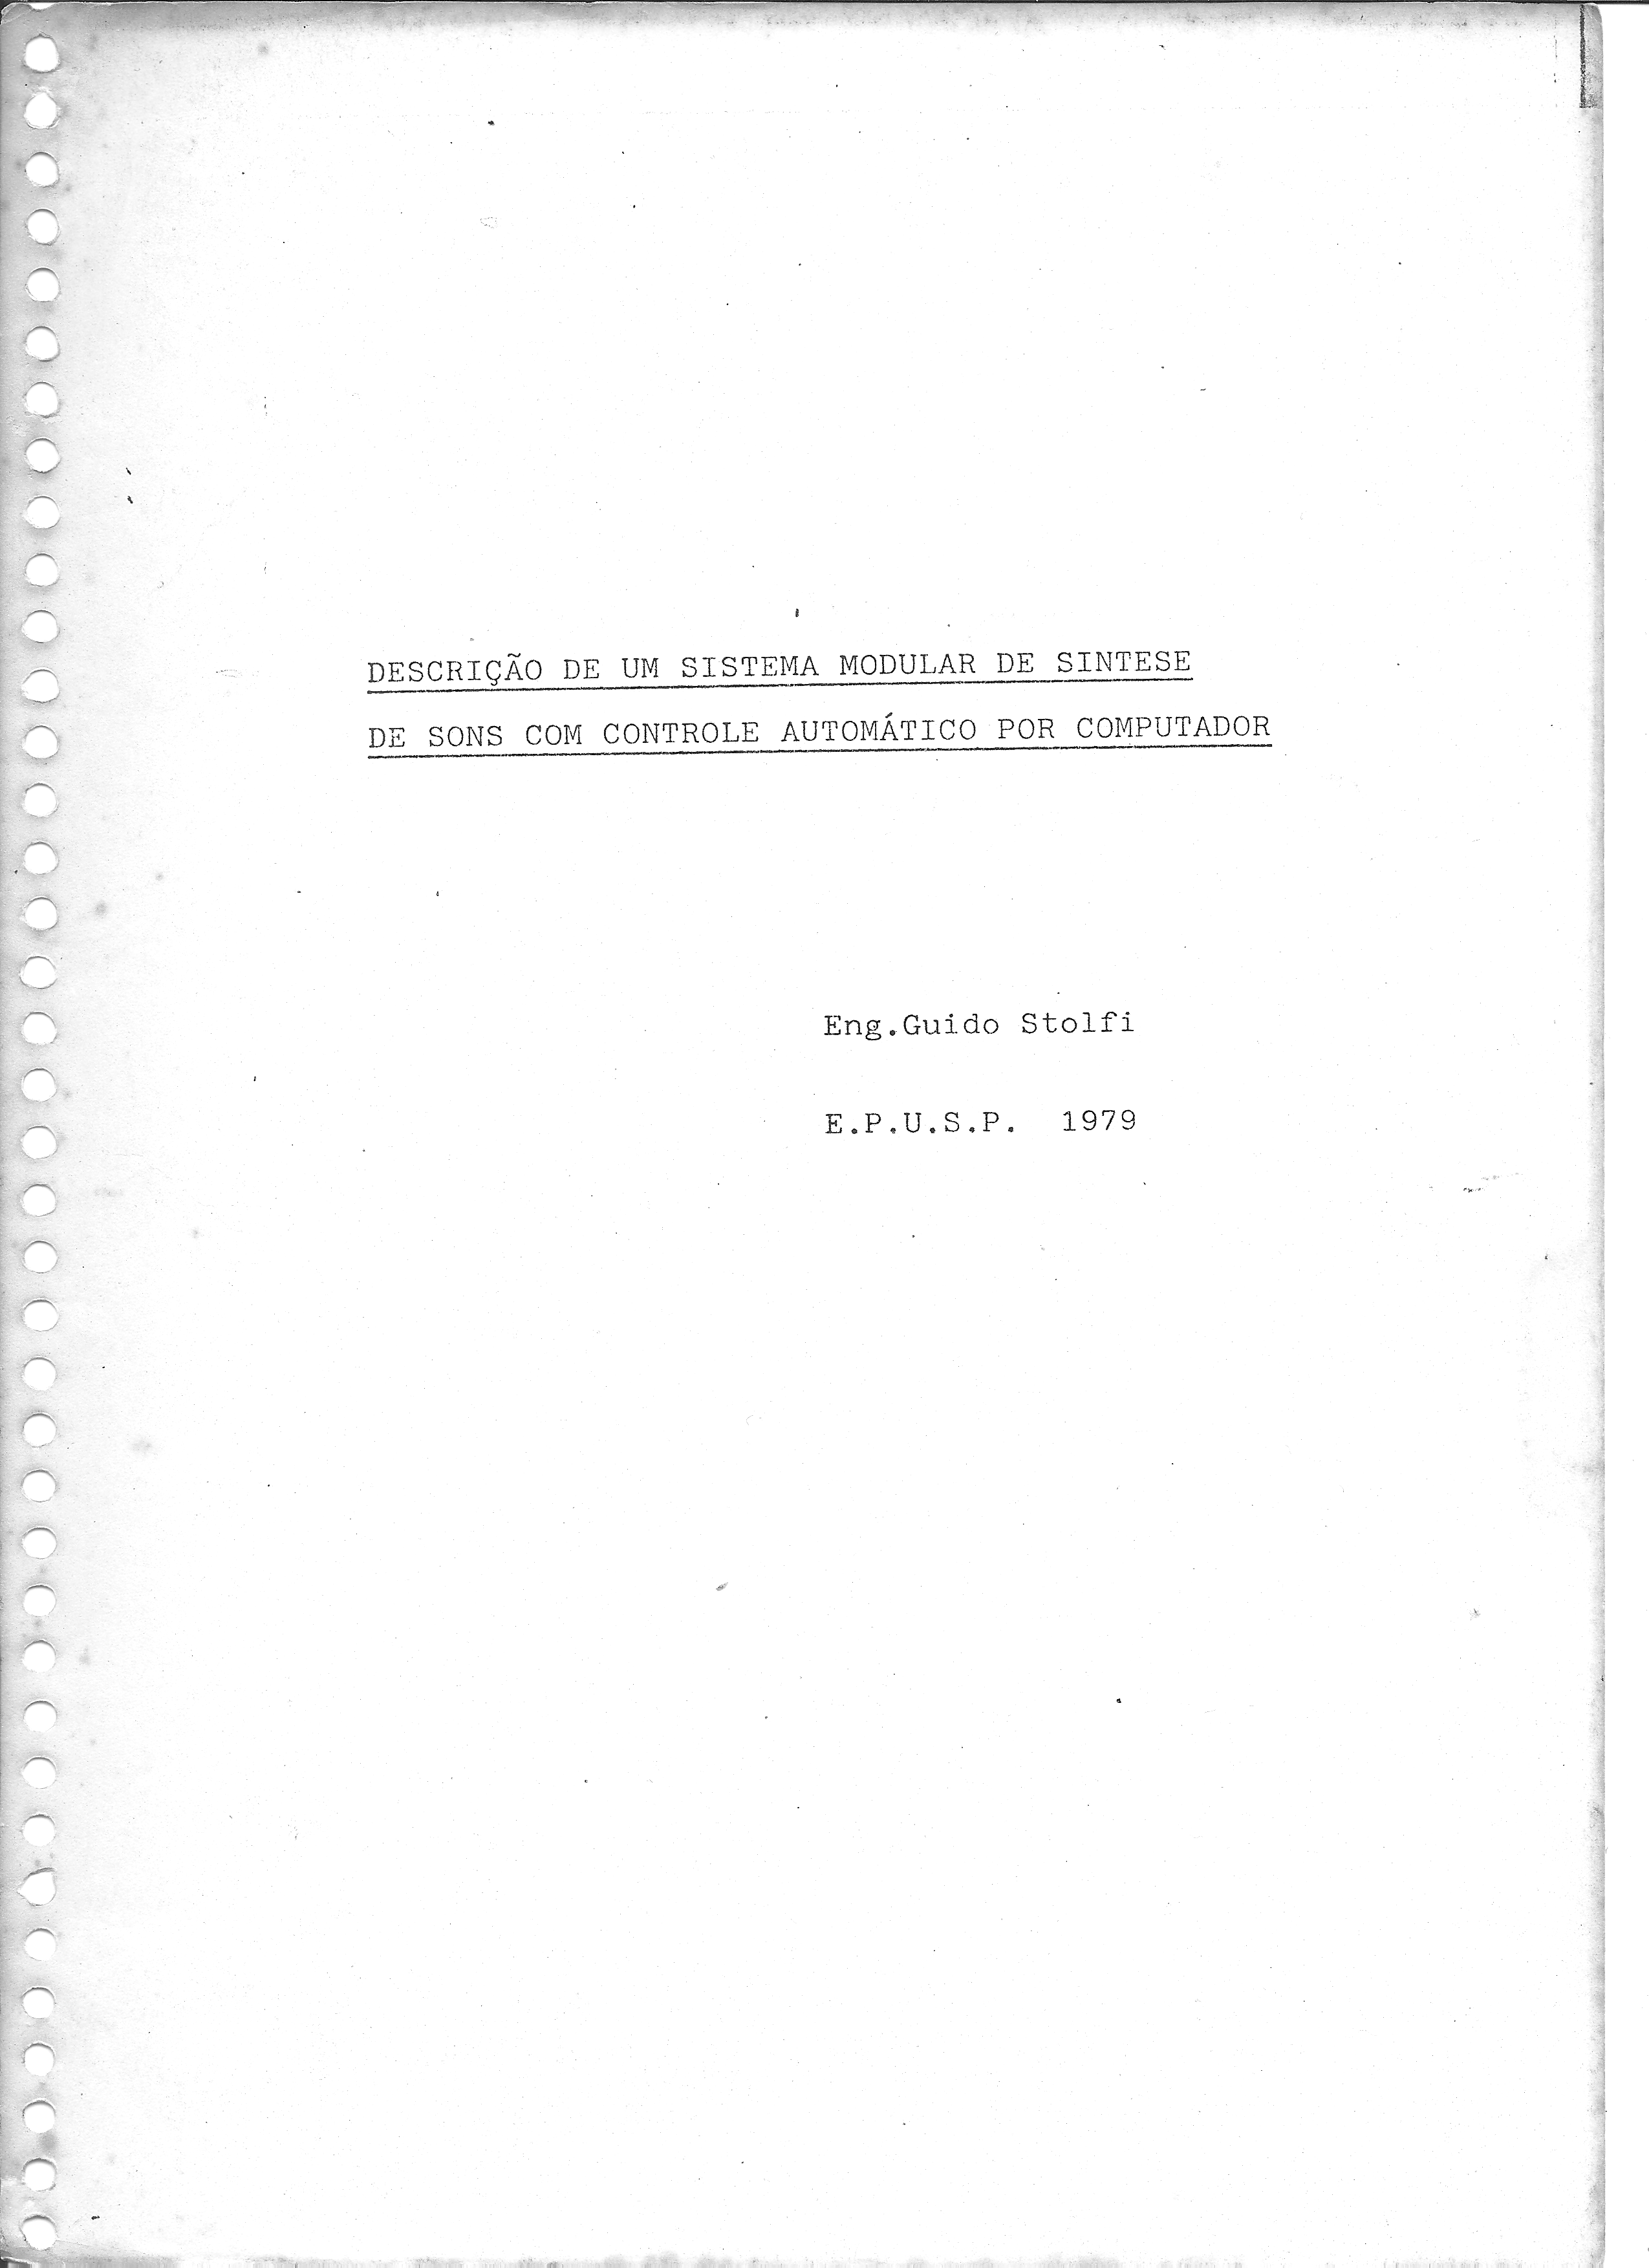 DESCRIÇÃO DE UM SISTEMA MODULAR DE SINTESE
DE SONS COM CONTROLE AUTOMÁTICO POR COMPUTADOR
Eng.Guido Stolfi
E.P.U.S.P. 1979